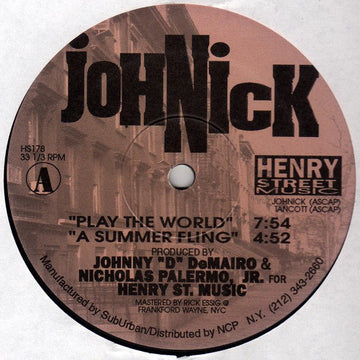 JOHNICK
HS178
33 1/3 RPM
A
HENRY
STREET
MUSIC
JOHNICK (ASCAP)
TANCOTT (ASCAP)
"PLAY THE WORLD" 7:54
"A SUMMER FLING" 4:52
PRODUCED BY
JOHNNY "D" DeMAIRO &
NICHOLAS PALERMO, JR. FOR
HENRY ST. MUSIC
MASTERED BY RICK ESSIG @
FRANKFORD WAYNE, NYC
Manufactured by SubUrban/Distributed by NCP N.Y. (212) 343-2660